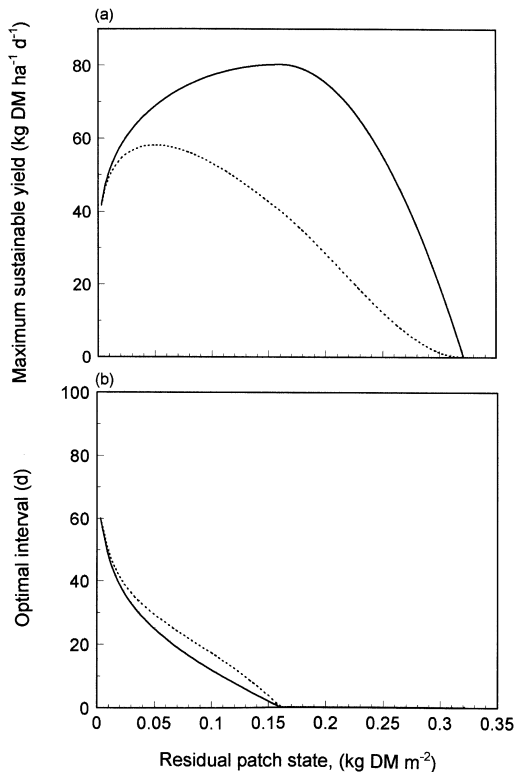 (a)
Maximum sustainable yield (kg DM ha⁻¹ d⁻¹)
80
60
40
20
0
(b)
Optimal interval (d)
100
80
60
40
20
0
0 0.05 0.1 0.15 0.2 0.25 0.3 0.35
Residual patch state, (kg DM m⁻²)